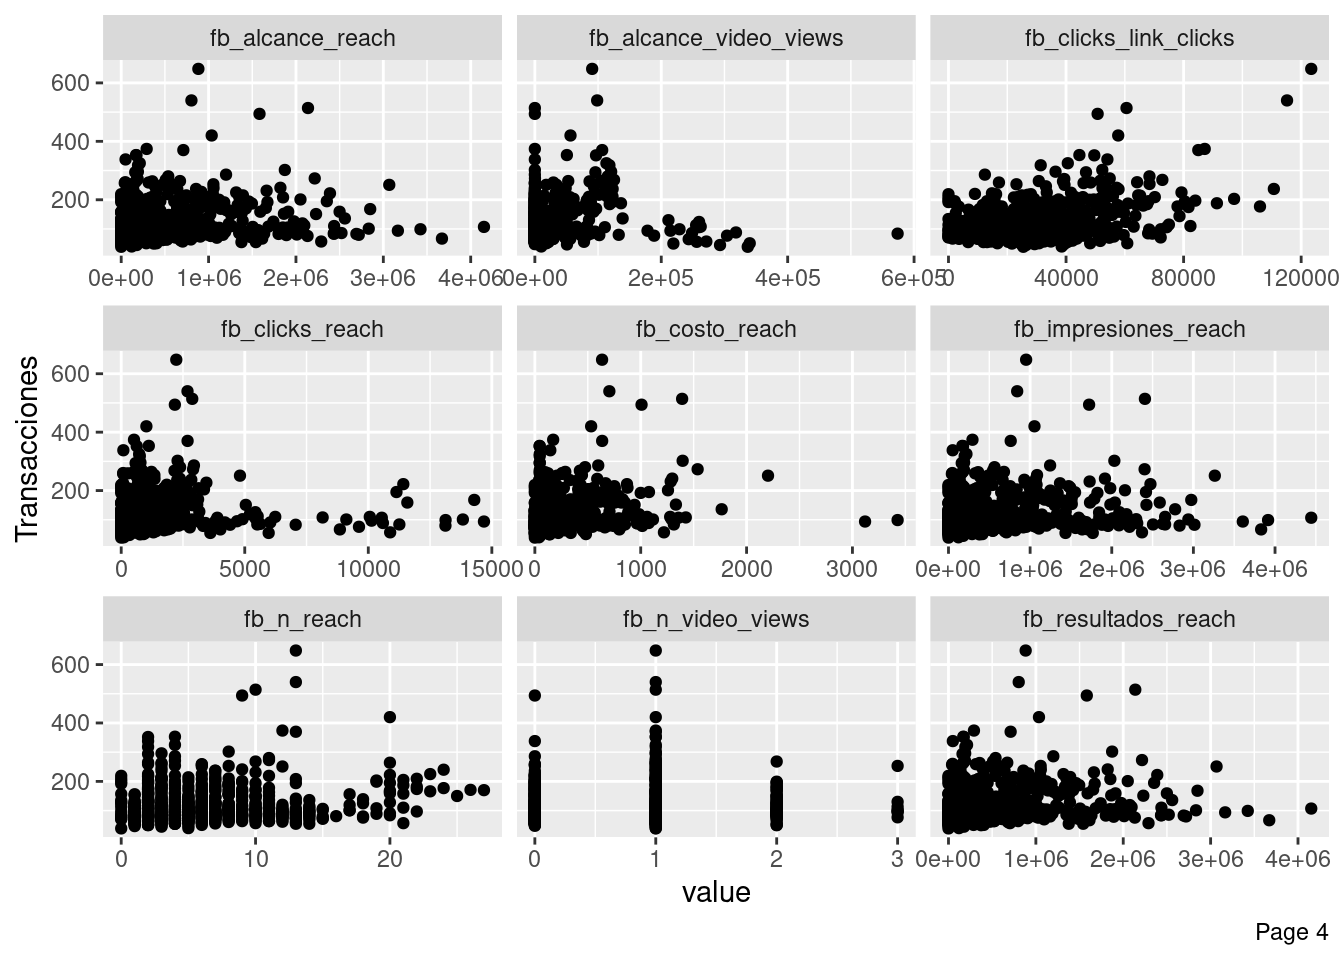 fb_alcance_reach fb_alcance_video_views fb_clicks_link_clicks
600
400
200
0e+00 1e+06 2e+06 3e+06 4e+06 0e+00 2e+05 4e+05 6e+05 0 40000 80000 120000
fb_clicks_reach fb_costo_reach fb_impresiones_reach
600
400
200
0 5000 10000 15000 0 1000 2000 3000 0e+00 1e+06 2e+06 3e+06 4e+06
Transacciones
fb_n_reach fb_n_video_views fb_resultados_reach
600
400
200
0 10 20 0 1 2 3 0e+00 1e+06 2e+06 3e+06 4e+06
value
Page 4